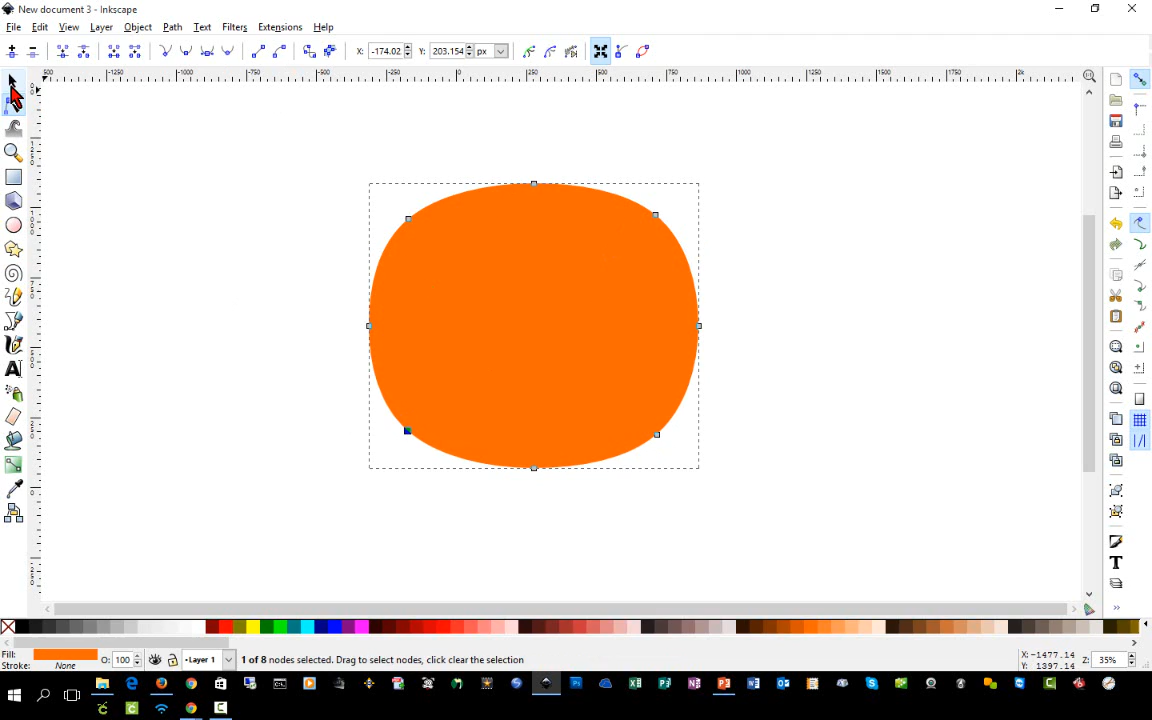 New document 3 - Inkscape
File Edit View Layer Object Path Text Filters Extensions Help
X: -174.02 Y: 203.154 px
Fill:
Stroke: None
O: 100
•Layer 1
1 of 8 nodes selected. Drag to select nodes, click clear the selection
X:-1477.14
Y: 1397.14
Z: 35%